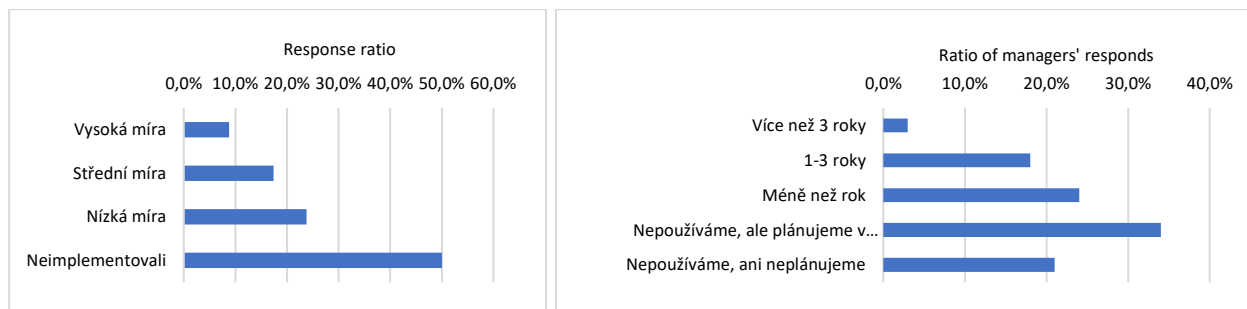 Response ratio
0,0% 10,0% 20,0% 30,0% 40,0% 50,0% 60,0%
Vysoká míra
Střední míra
Nízká míra
Neimplementovali
Ratio of managers' responds
0,0% 10,0% 20,0% 30,0% 40,0%
Více než 3 roky
1-3 roky
Méně než rok
Nepoužíváme, ale plánujeme v…
Nepoužíváme, ani neplánujeme